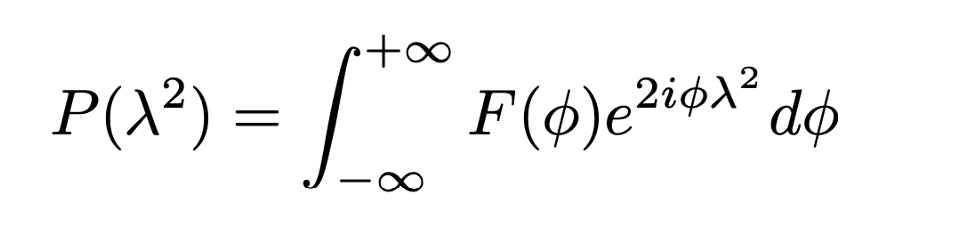 P(λ²) = ∫_{-∞}^{+∞} F(ϕ)e^{2iϕλ²} dϕ